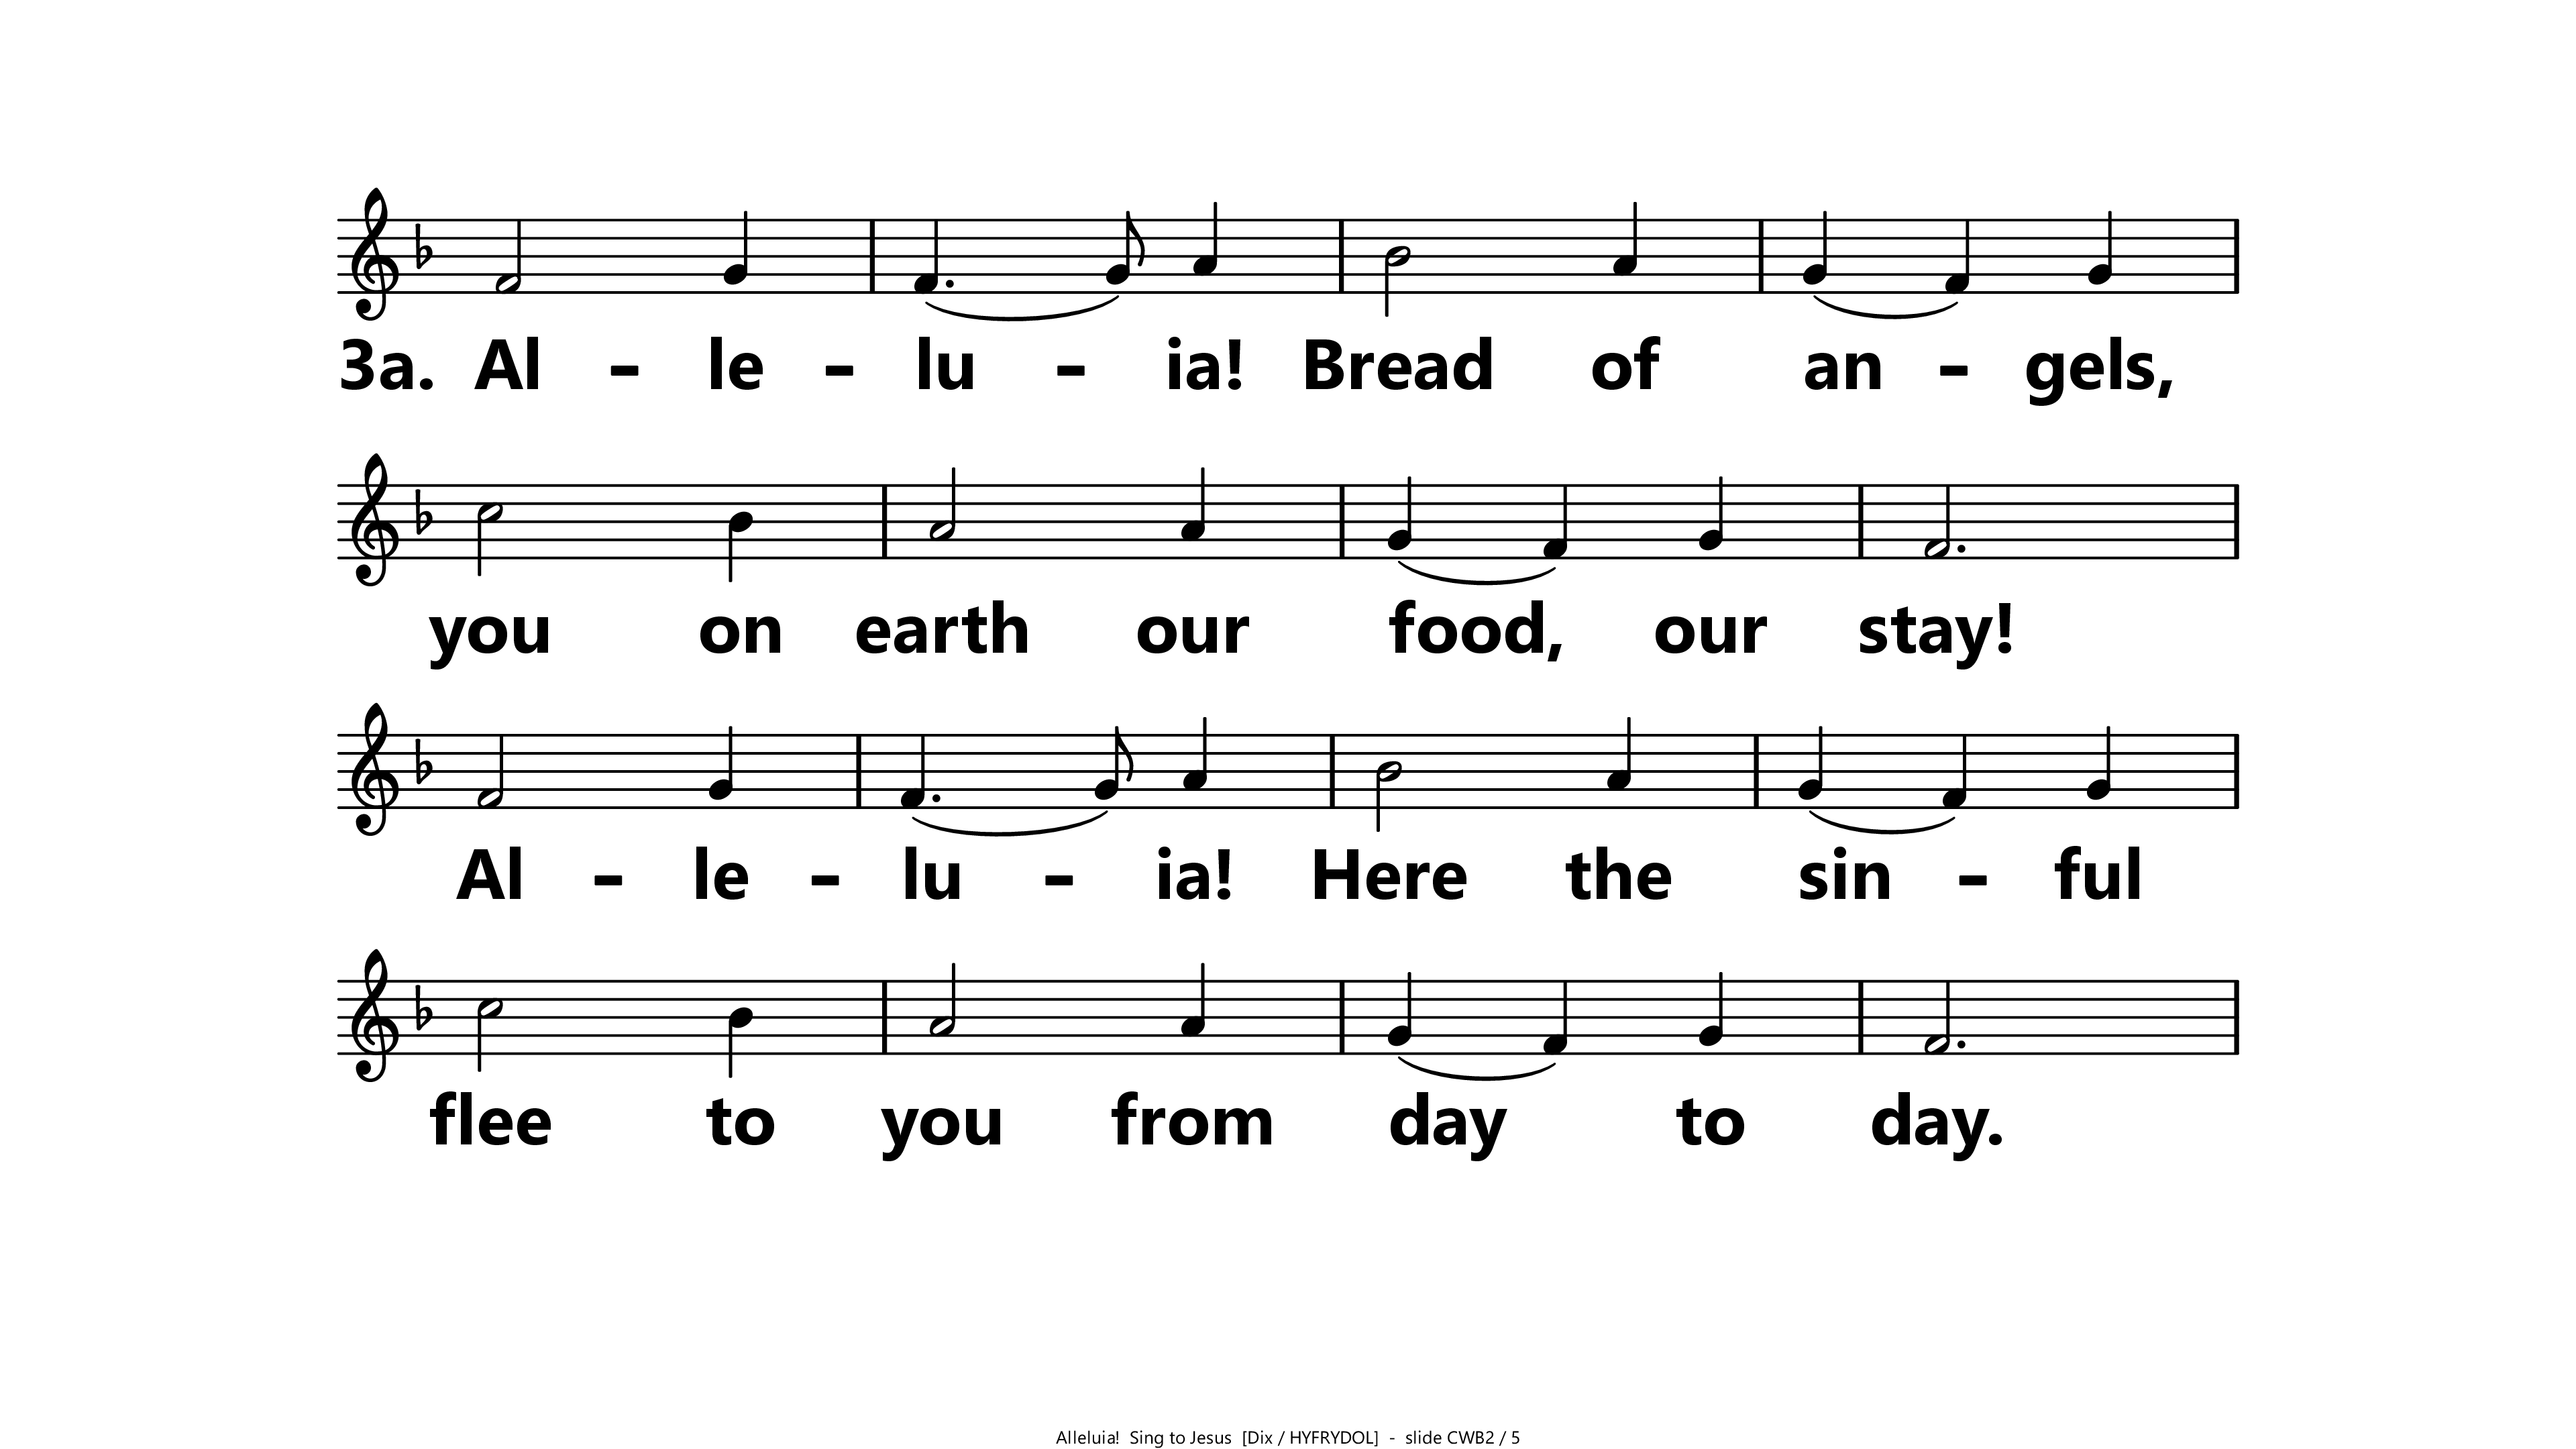 3a. Al - le - lu - ia! Bread of an - gels,
you on earth our food, our stay!
Al - le - lu - ia! Here the sin - ful
flee to you from day to day.
Alleluia! Sing to Jesus [Dix / HYFRYDOL] - slide CWB2 / 5